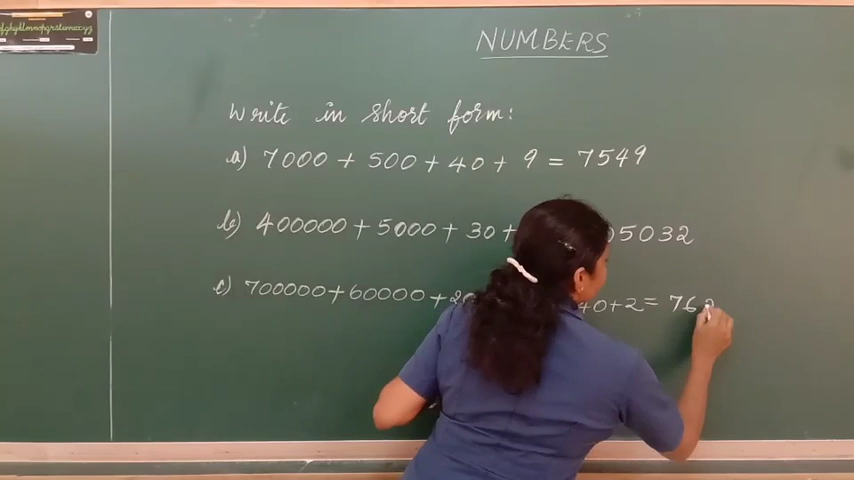 NUMBERS
Write in short form:
a) 7000 + 500 + 40 + 9 = 7549
b) 400000 + 5000 + 30 + 05032
c) 700000+60000+2 40+2= 76